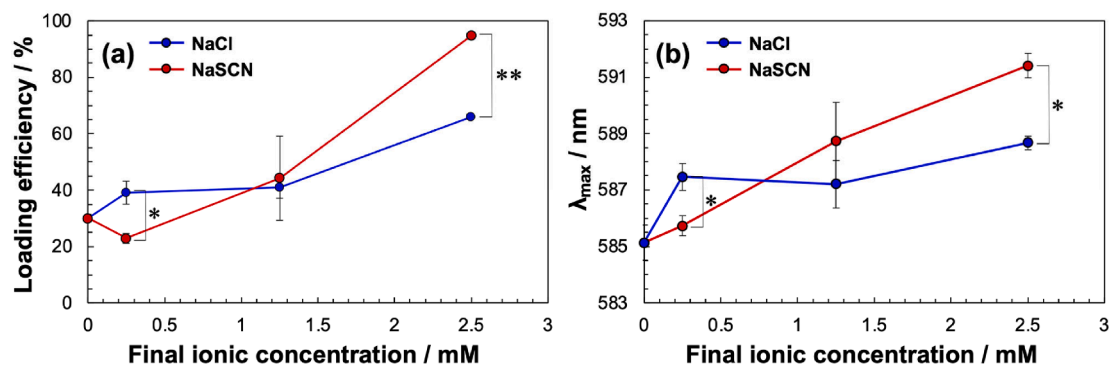 (a)
NaCl
NaSCN
Loading efficiency / %
100
80
60
40
20
0
*
**
0 0.5 1 1.5 2 2.5 3
Final ionic concentration / mM
(b)
NaCl
NaSCN
λmax / nm
593
591
589
587
585
583
*
*
0 0.5 1 1.5 2 2.5 3
Final ionic concentration / mM